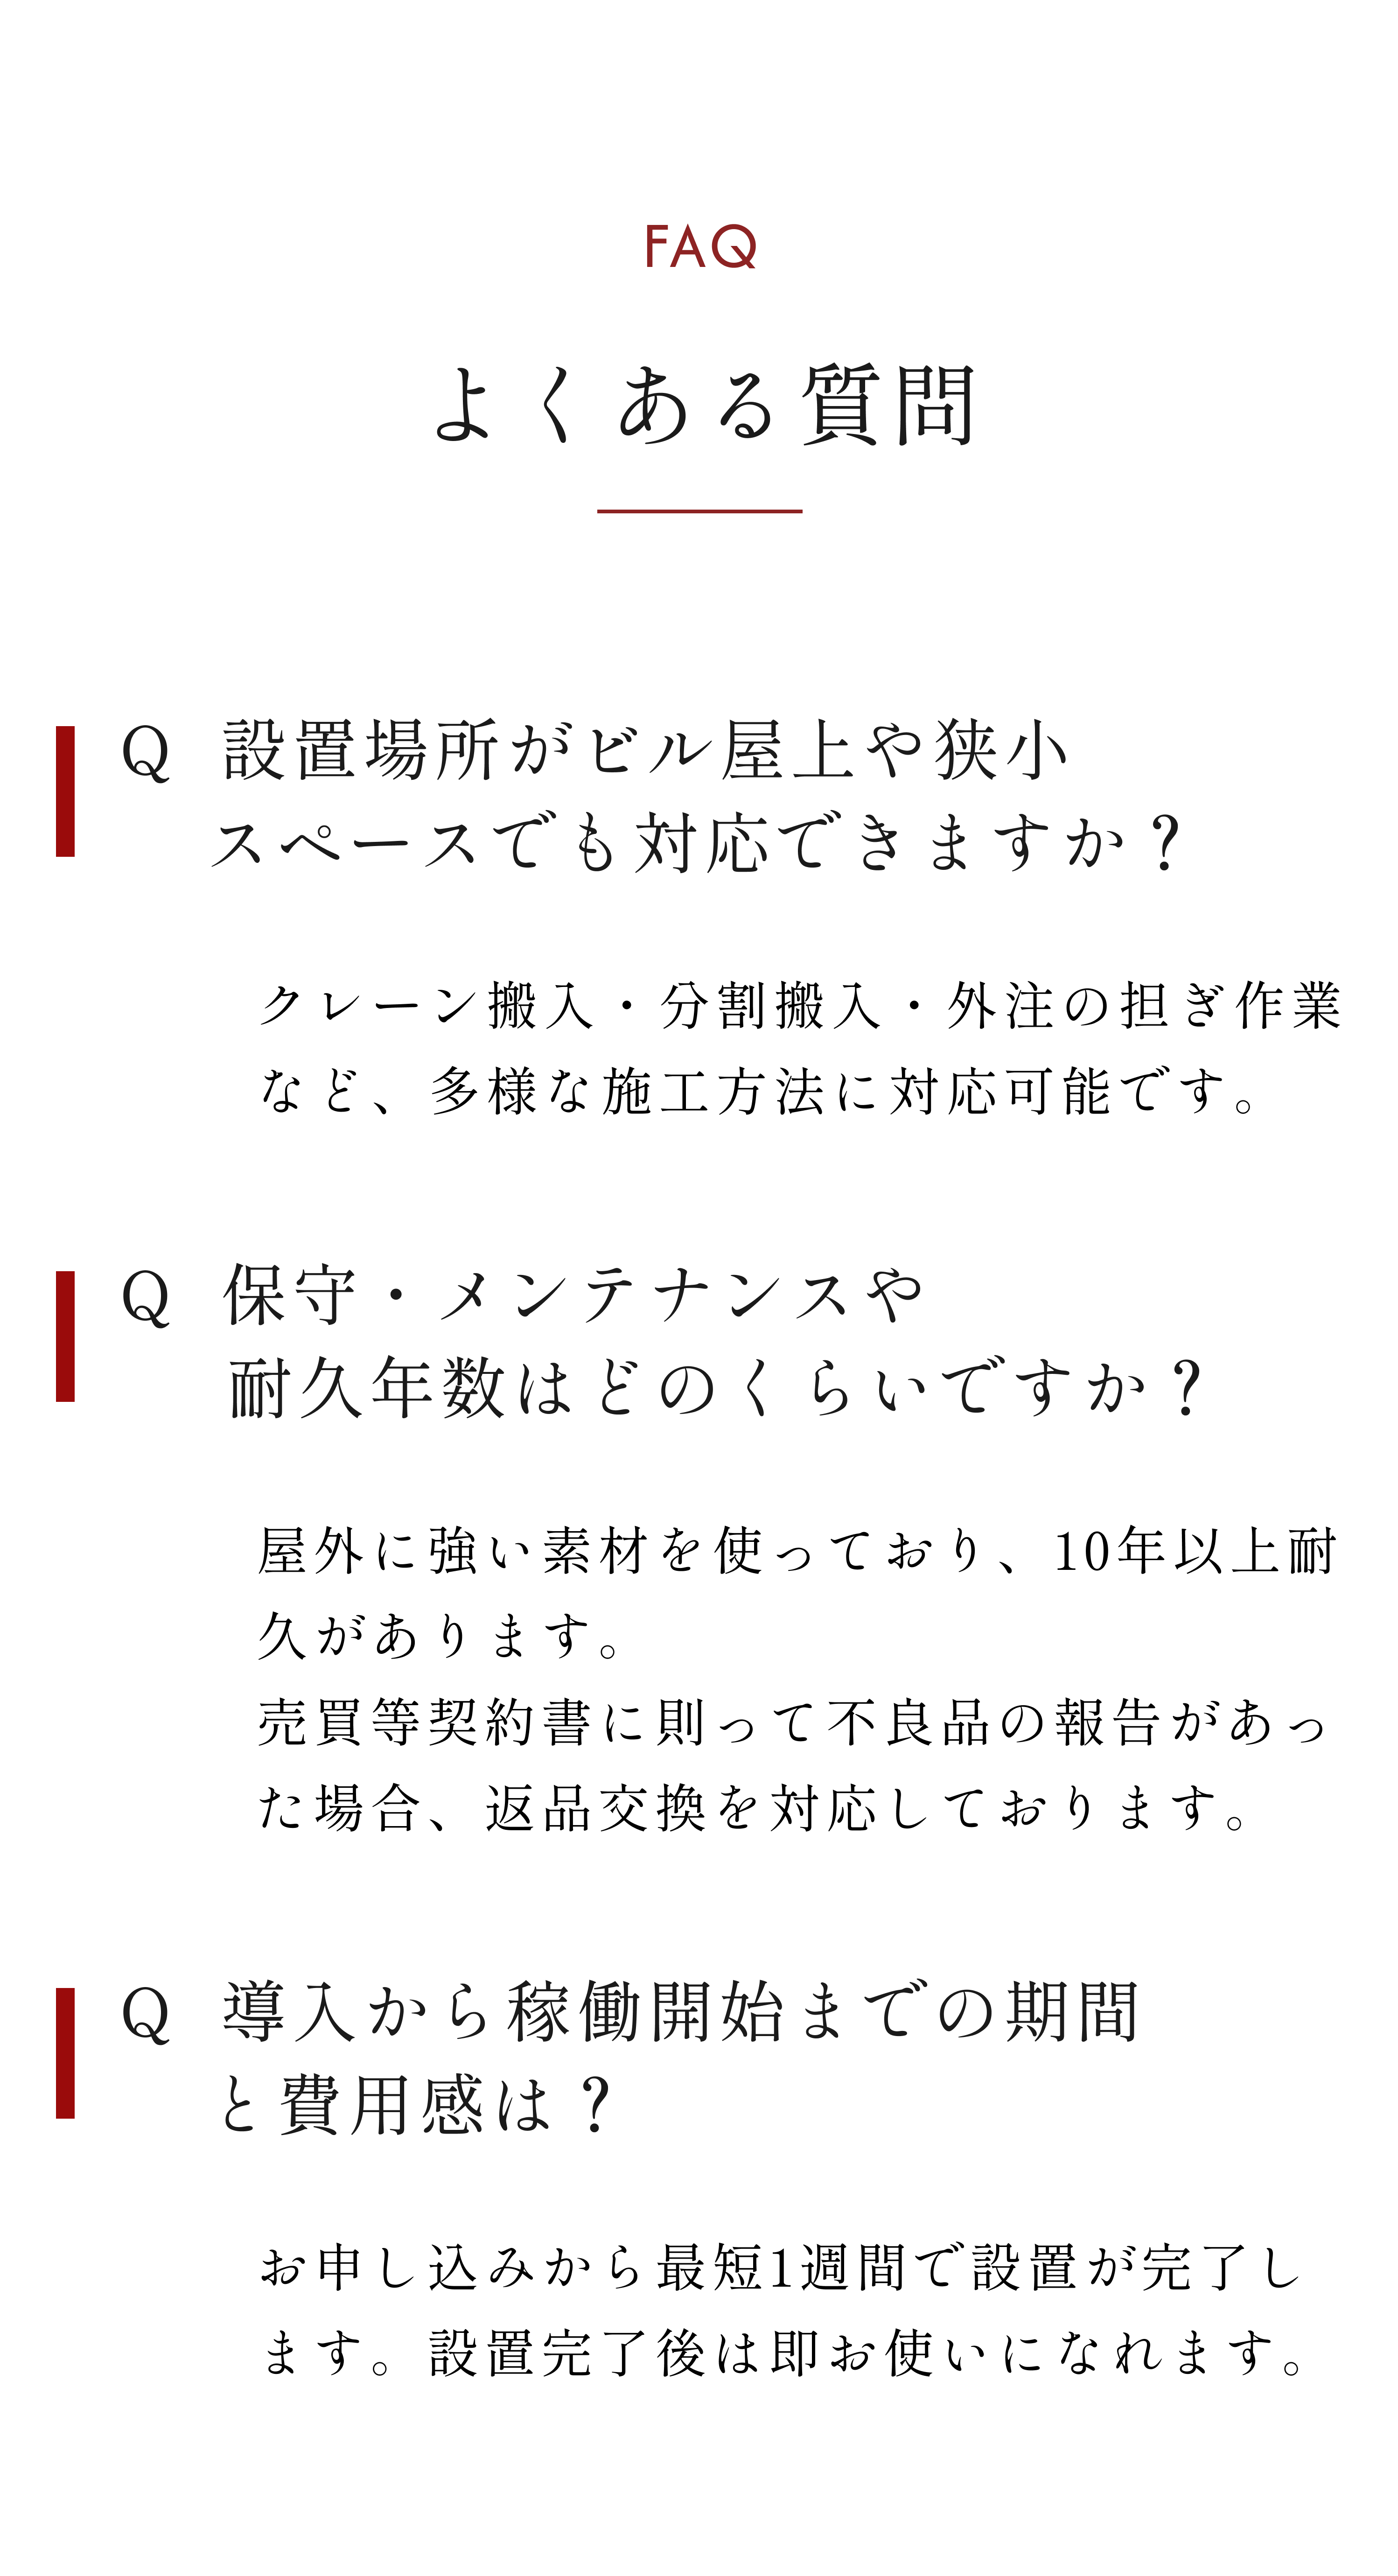 FAQ
よくある質問
Q 設置場所がビル屋上や狭小
スペースでも対応できますか？
クレーン搬入・分割搬入・外注の担ぎ作業
など、多様な施工方法に対応可能です。
Q 保守・メンテナンスや
耐久年数はどのくらいですか？
屋外に強い素材を使っており、10年以上耐
久があります。
売買等契約書に則って不良品の報告があっ
た場合、返品交換を対応しております。
Q 導入から稼働開始までの期間
と費用感は？
お申し込みから最短1週間で設置が完了し
ます。設置完了後は即お使いになれます。